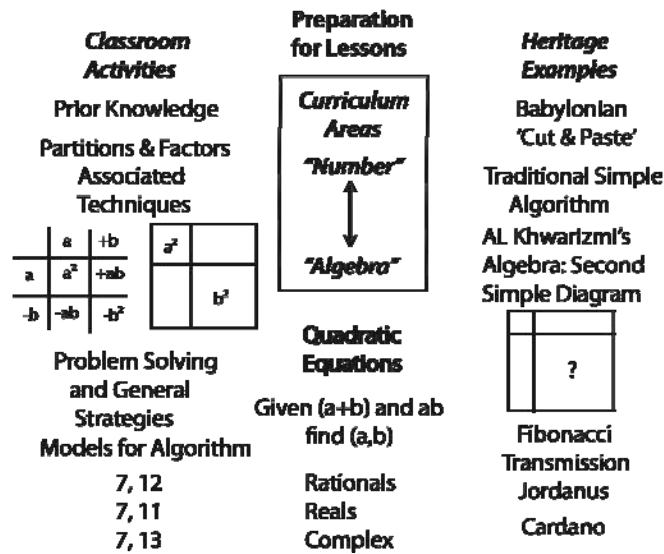 Classroom
Activities
Prior Knowledge
Partitions & Factors
Associated
Techniques
a +b
a a² +ab
-b -ab -b²
a²
b²
Problem Solving
and General
Strategies
Models for Algorithm
7, 12
7, 11
7, 13
Preparation
for Lessons
Curriculum
Areas
"Number"
"Algebra"
Quadratic
Equations
Given (a+b) and ab
find (a,b)
Rationals
Reals
Complex
Heritage
Examples
Babylonian
'Cut & Paste'
Traditional Simple
Algorithm
AL Khwarizmi's
Algebra: Second
Simple Diagram
?
Fibonacci
Transmission
Jordanus
Cardano